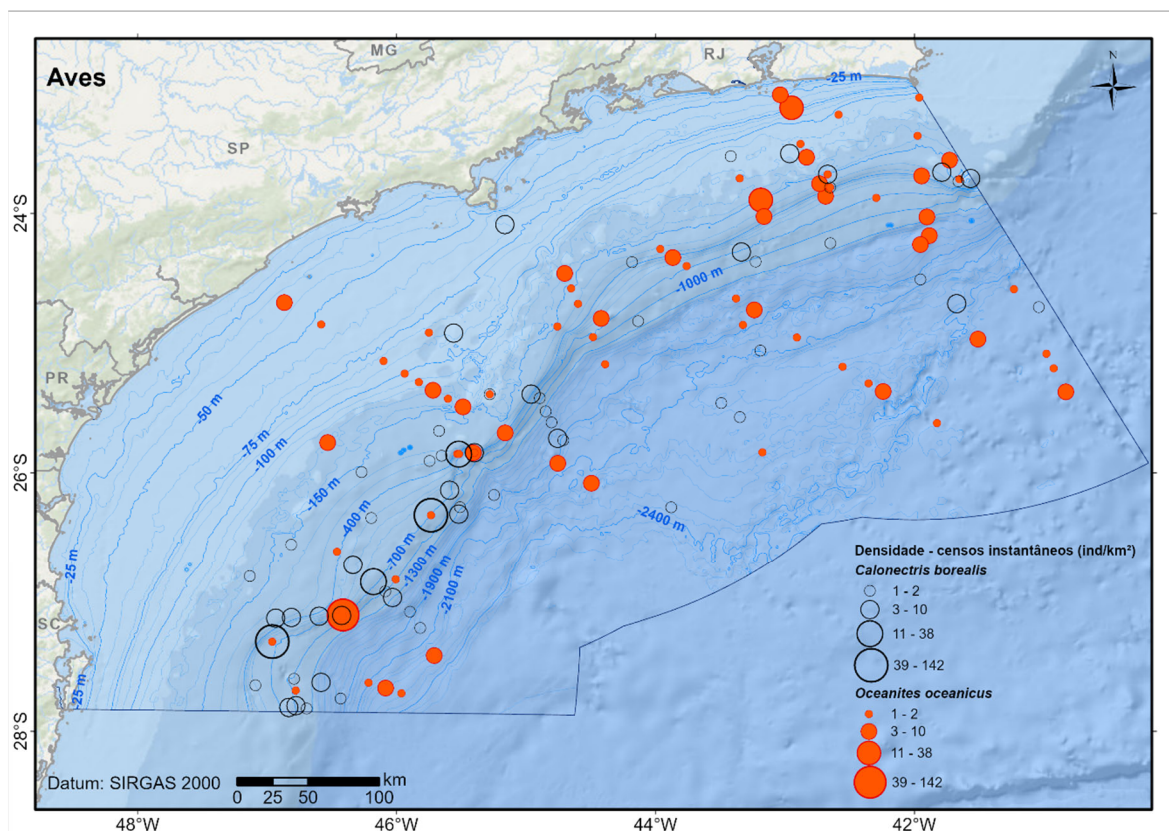 Aves
MG
RJ
N
SP
-25 m
24°S
24°S
-1000 m
PR
-50 m
-75 m
-100 m
26°S
26°S
-150 m
-400 m
-2400 m
-700 m
-1300 m
-1900 m
-2100 m
-25 m
SC
-25 m
28°S
28°S
Densidade - censos instantâneos (ind/km²)
Calonectris borealis
1 - 2
3 - 10
11 - 38
39 - 142
Oceanites oceanicus
1 - 2
3 - 10
11 - 38
39 - 142
Datum: SIRGAS 2000
km
0 25 50 100
48°W 46°W 44°W 42°W